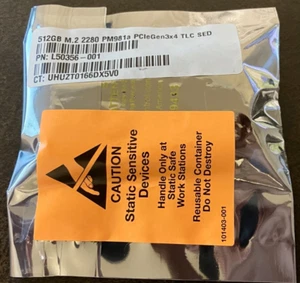 512GB M.2 2280 PM981a PCIeGen3x4 TLC SED
PN: L50356-001
CT: UHUZT0166DX5V0
CAUTION
Static Sensitive
Devices
Handle Only at
Static Safe
Work Stations
Reusable Container
Do Not Destroy
101403-001